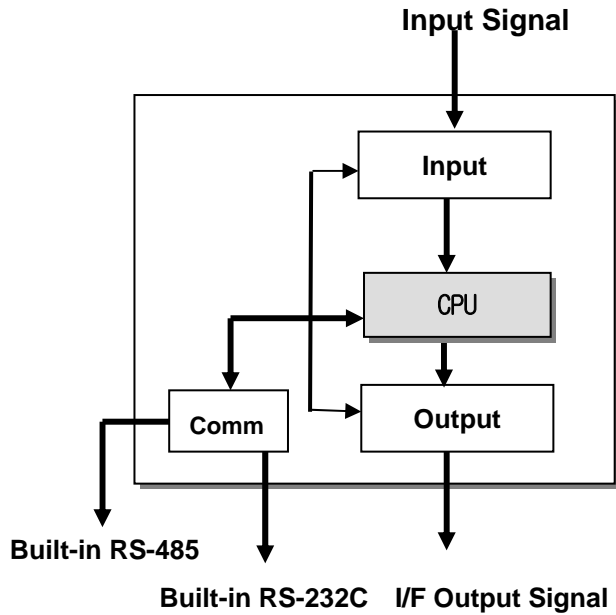 Input Signal
Input
CPU
Comm
Output
Built-in RS-485
Built-in RS-232C
I/F Output Signal